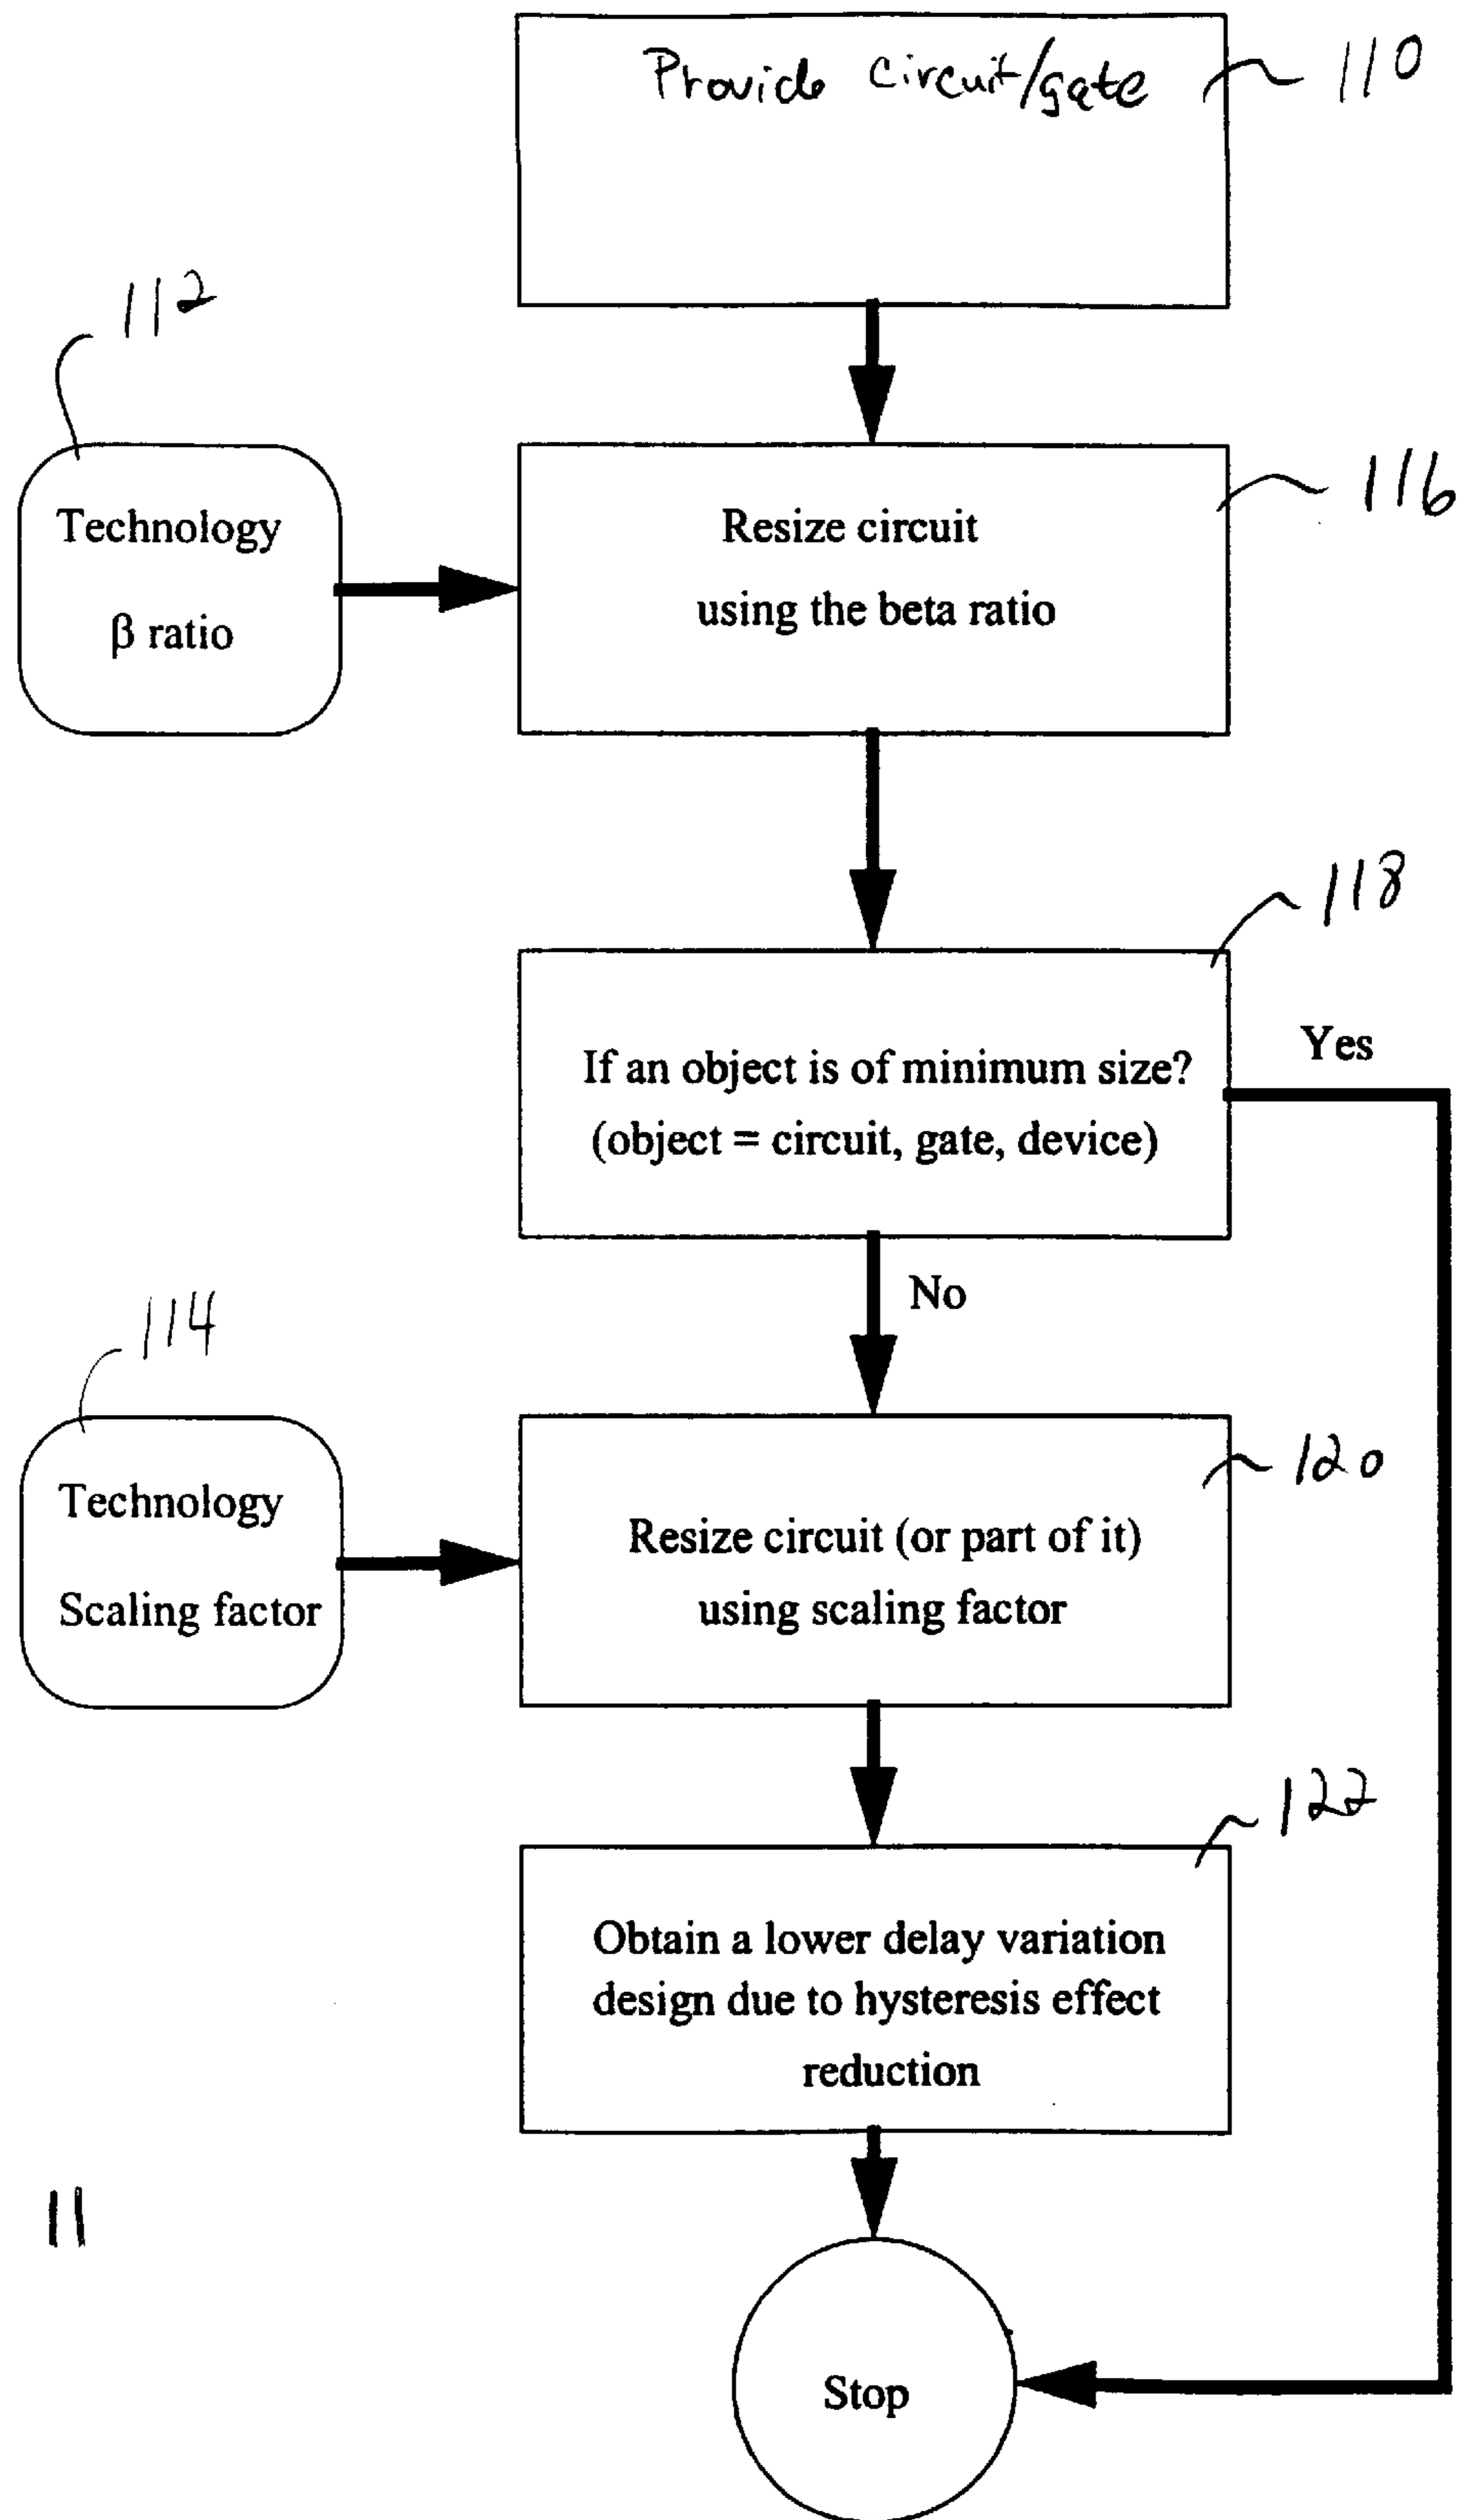 Provide circuit/gate
110
112
Technology
β ratio
Resize circuit
using the beta ratio
116
118
If an object is of minimum size?
(object = circuit, gate, device)
Yes
No
114
Technology
Scaling factor
Resize circuit (or part of it)
using scaling factor
120
122
Obtain a lower delay variation
design due to hysteresis effect
reduction
11
Stop